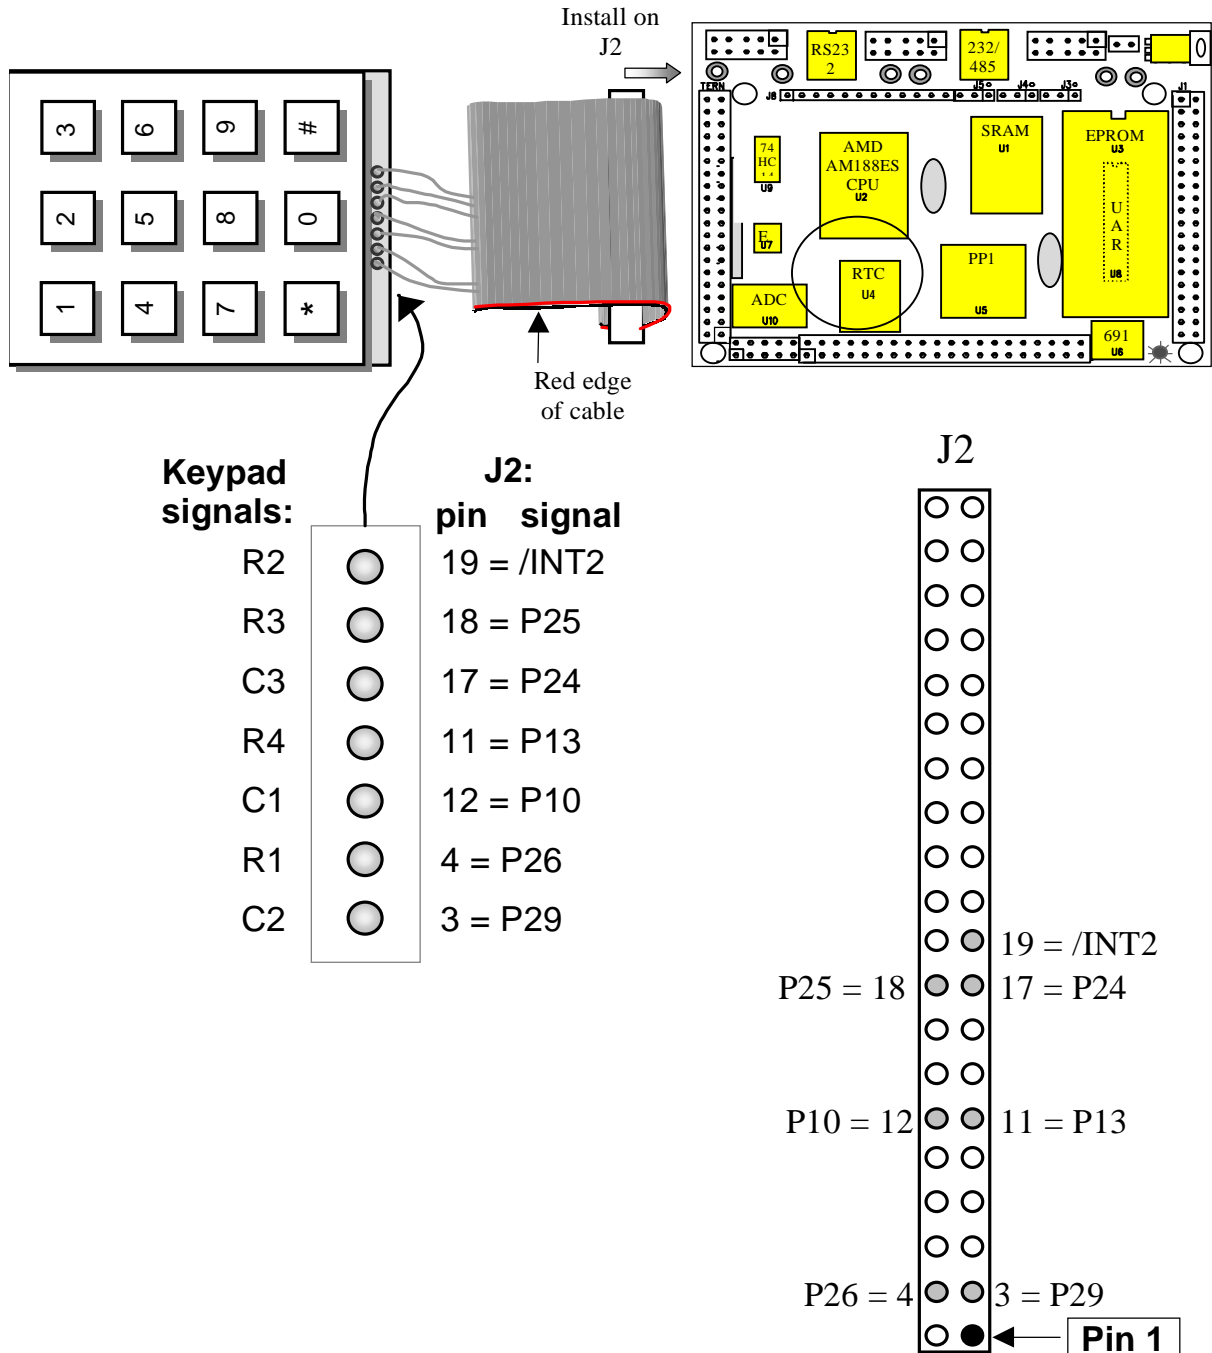 Install on
J2
3
6
9
#
2
5
8
0
1
4
7
*
Red edge
of cable
RS23
2
232/
485
TERN
J8
J5
J4
J3
J1
74
HC
14
U9
AMD
AM188ES
CPU
U2
SRAM
U1
EPROM
U3
U
A
R
U8
E
U7
RTC
U4
PP1
U5
ADC
U10
691
U6
Keypad
signals:
J2:
pin signal
R2 19 = /INT2
R3 18 = P25
C3 17 = P24
R4 11 = P13
C1 12 = P10
R1 4 = P26
C2 3 = P29
J2
19 = /INT2
P25 = 18 17 = P24
P10 = 12 11 = P13
P26 = 4 3 = P29
Pin 1